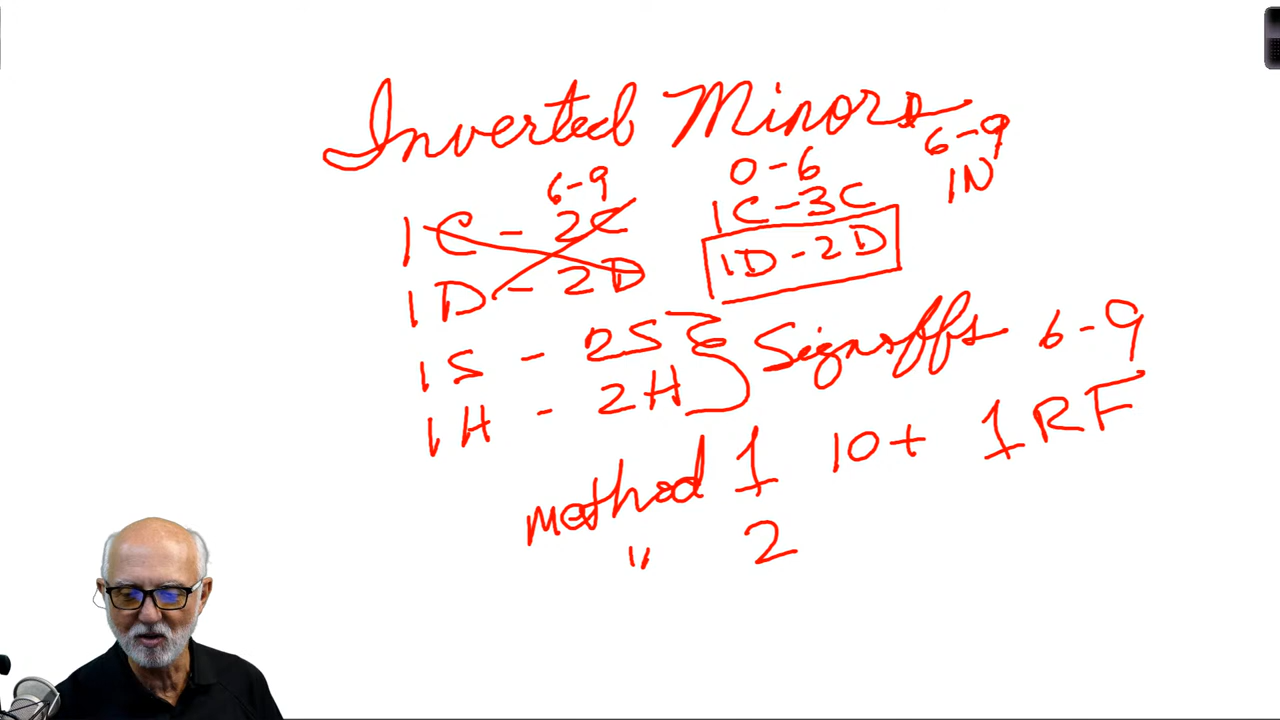 Inverted Minors
6-9
0-6
6-9
1N
1C - 2C
1C - 3C
1D - 2D
1D - 2D
1S - 2S
1H - 2H
Signoffs 6-9
method 1 10+ 1RF
" 2